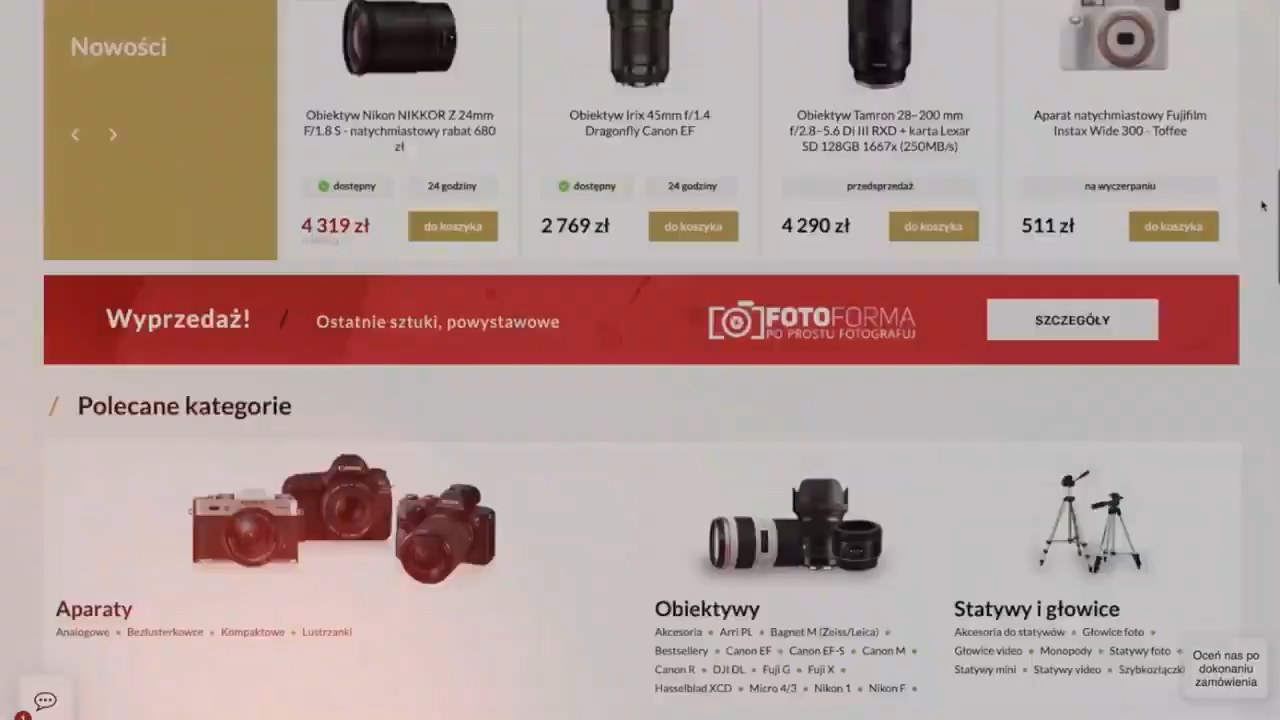 Nowości
Obiektyw Nikon NIKKOR Z 24mm
F/1.8 S - natychmiastowy rabat 680
zł
dostępny
24 godziny
4 319 zł
do koszyka
Obiektyw Irix 45mm f/1.4
Dragonfly Canon EF
dostępny
24 godziny
2 769 zł
do koszyka
Obiektyw Tamron 28–200 mm
f/2.8–5.6 Di III RXD + karta Lexar
SD 128GB 1667x (250MB/s)
przedsprzedaż
4 290 zł
do koszyka
Aparat natychmiastowy Fujifilm
Instax Wide 300 - Toffee
na wyczerpaniu
511 zł
do koszyka
Wyprzedaż! / Ostatnie sztuki, powystawowe
FOTOFORMA
PO PROSTU FOTOGRAFUJ
SZCZEGÓŁY
/ Polecane kategorie
Canon
Aparaty
Analogowe • Bezlusterkowce • Kompaktowe • Lustrzanki
Obiektywy
Akcesoria • Arri PL • Bagnet M (Zeiss/Leica) •
Bestsellery • Canon EF • Canon EF-S • Canon M •
Canon R • DJI DL • Fuji G • Fuji X •
Hasselblad XCD • Micro 4/3 • Nikon 1 • Nikon F •
Statywy i głowice
Akcesoria do statywów • Głowice foto •
Głowice video • Monopody • Statywy foto •
Statywy mini • Statywy video •
Oceń nas po
dokonaniu
zamówienia